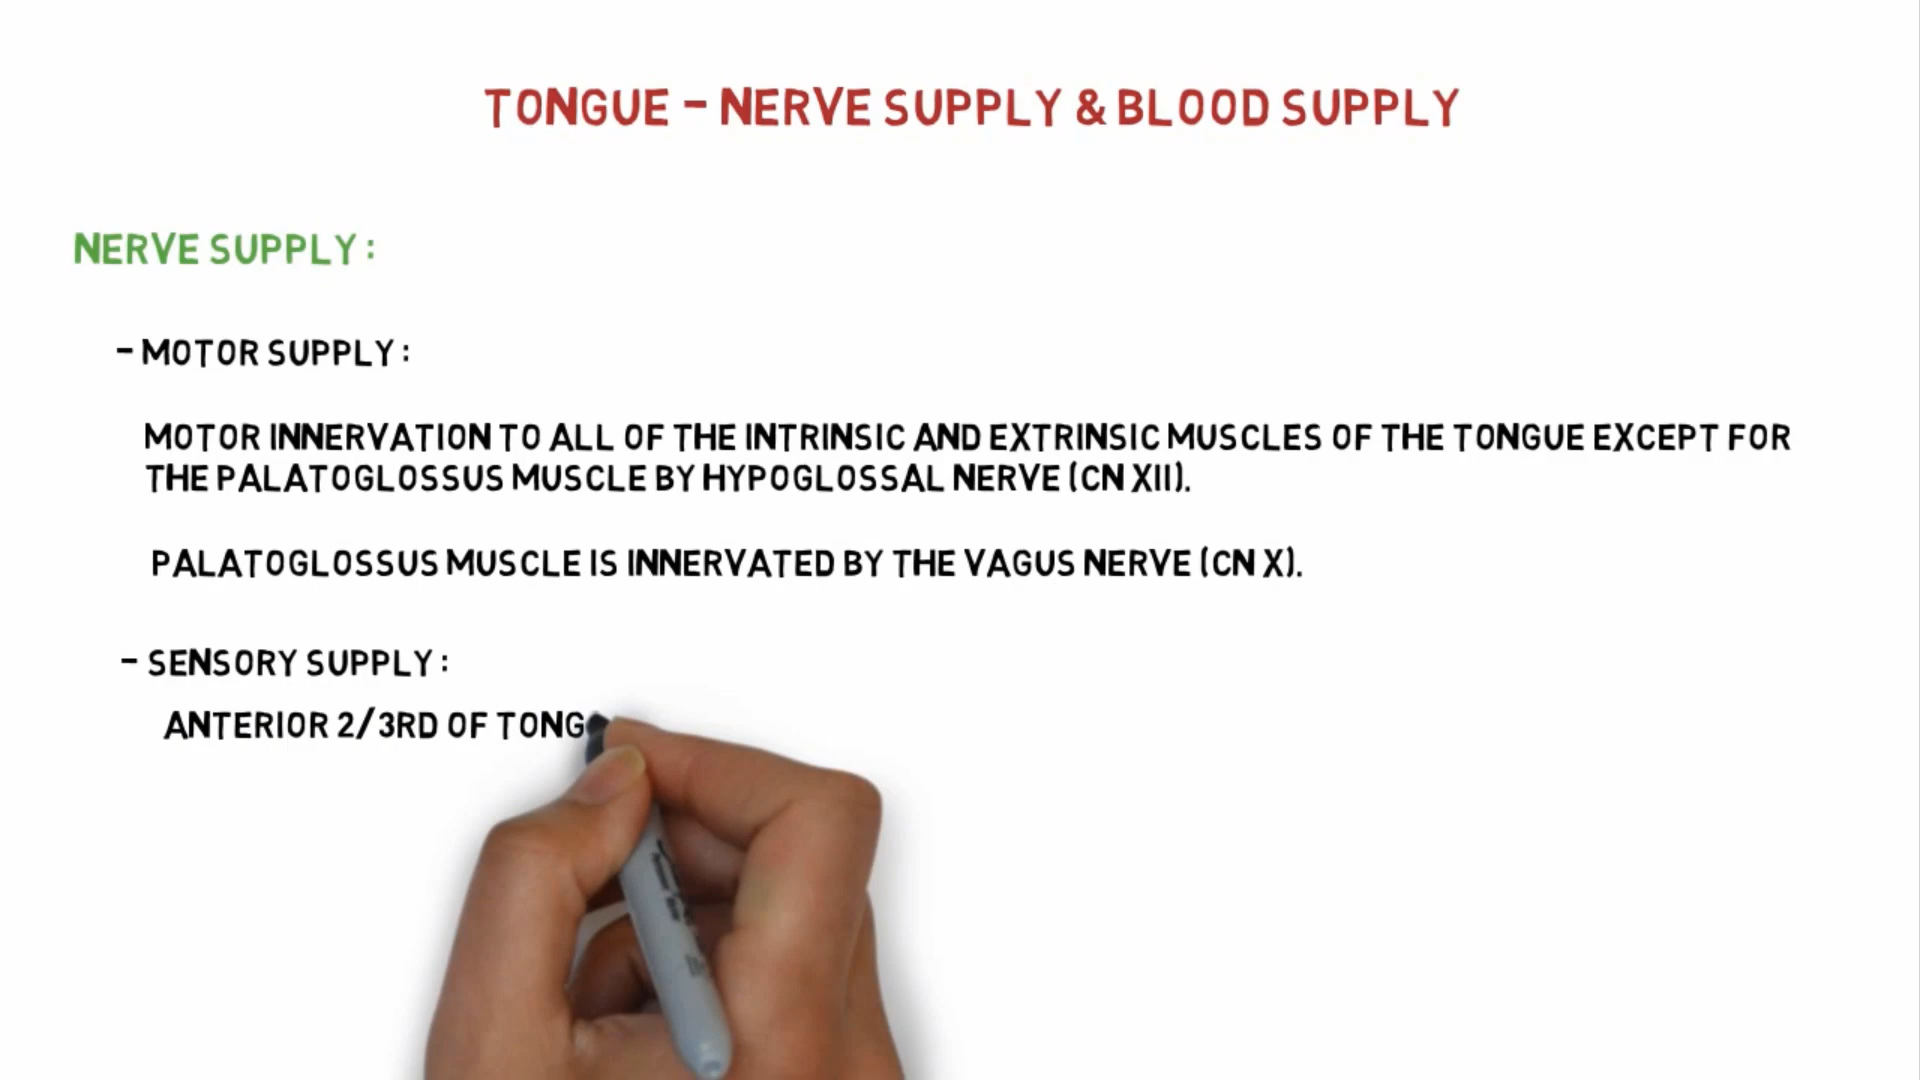 TONGUE – NERVE SUPPLY & BLOOD SUPPLY
NERVE SUPPLY :
– MOTOR SUPPLY :
MOTOR INNERVATION TO ALL OF THE INTRINSIC AND EXTRINSIC MUSCLES OF THE TONGUE EXCEPT FOR
THE PALATOGLOSSUS MUSCLE BY HYPOGLOSSAL NERVE (CN XII).
PALATOGLOSSUS MUSCLE IS INNERVATED BY THE VAGUS NERVE (CN X).
– SENSORY SUPPLY :
ANTERIOR 2/3RD OF TONG